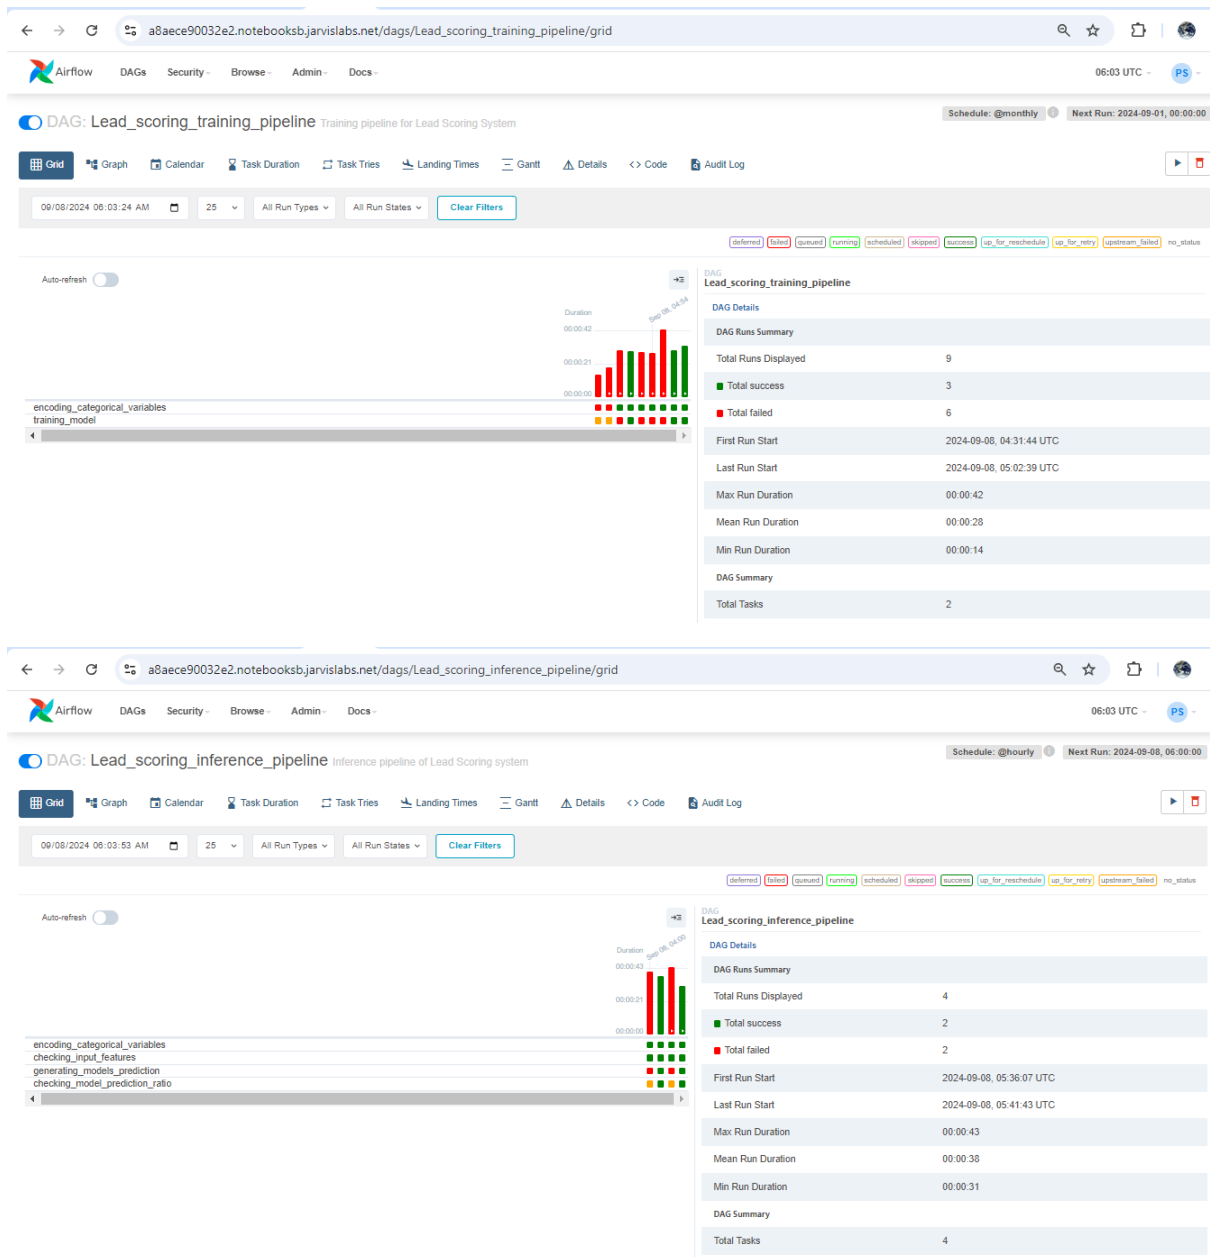 a8aece90032e2.notebooksb.jarvislabs.net/dags/Lead_scoring_training_pipeline/grid
Airflow DAGs Security Browse Admin Docs 06:03 UTC PS
DAG: Lead_scoring_training_pipeline Training pipeline for Lead Scoring System
Schedule: @monthly Next Run: 2024-09-01, 00:00:00
Grid Graph Calendar Task Duration Task Tries Landing Times Gantt Details <> Code Audit Log
09/08/2024 06:03:24 AM 25 All Run Types All Run States Clear Filters
deferred failed queued running scheduled skipped success up_for_reschedule up_for_retry upstream_failed no_status
Auto-refresh
Duration
Sep 08, 04:54
00:00:42
00:00:21
00:00:00
encoding_categorical_variables
training_model
DAG
Lead_scoring_training_pipeline
DAG Details
DAG Runs Summary
Total Runs Displayed 9
Total success 3
Total failed 6
First Run Start 2024-09-08, 04:31:44 UTC
Last Run Start 2024-09-08, 05:02:39 UTC
Max Run Duration 00:00:42
Mean Run Duration 00:00:28
Min Run Duration 00:00:14
DAG Summary
Total Tasks 2
a8aece90032e2.notebooksb.jarvislabs.net/dags/Lead_scoring_inference_pipeline/grid
Airflow DAGs Security Browse Admin Docs 06:03 UTC PS
DAG: Lead_scoring_inference_pipeline Inference pipeline of Lead Scoring system
Schedule: @hourly Next Run: 2024-09-08, 06:00:00
Grid Graph Calendar Task Duration Task Tries Landing Times Gantt Details <> Code Audit Log
09/08/2024 06:03:53 AM 25 All Run Types All Run States Clear Filters
deferred failed queued running scheduled skipped success up_for_reschedule up_for_retry upstream_failed no_status
Auto-refresh
Duration
Sep 08, 04:00
00:00:43
00:00:21
00:00:00
encoding_categorical_variables
checking_input_features
generating_models_prediction
checking_model_prediction_ratio
DAG
Lead_scoring_inference_pipeline
DAG Details
DAG Runs Summary
Total Runs Displayed 4
Total success 2
Total failed 2
First Run Start 2024-09-08, 05:36:07 UTC
Last Run Start 2024-09-08, 05:41:43 UTC
Max Run Duration 00:00:43
Mean Run Duration 00:00:38
Min Run Duration 00:00:31
DAG Summary
Total Tasks 4